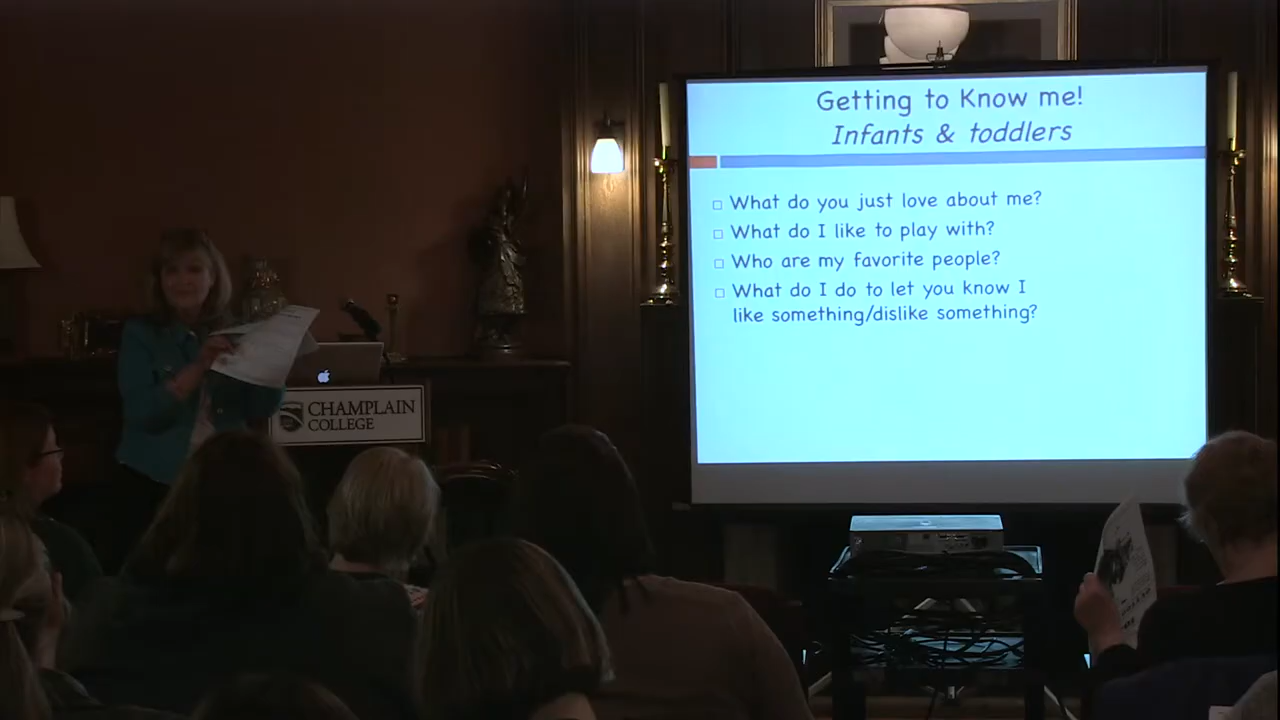 Getting to Know me!
Infants & toddlers
What do you just love about me?
What do I like to play with?
Who are my favorite people?
What do I do to let you know I
like something/dislike something?
CHAMPLAIN
COLLEGE